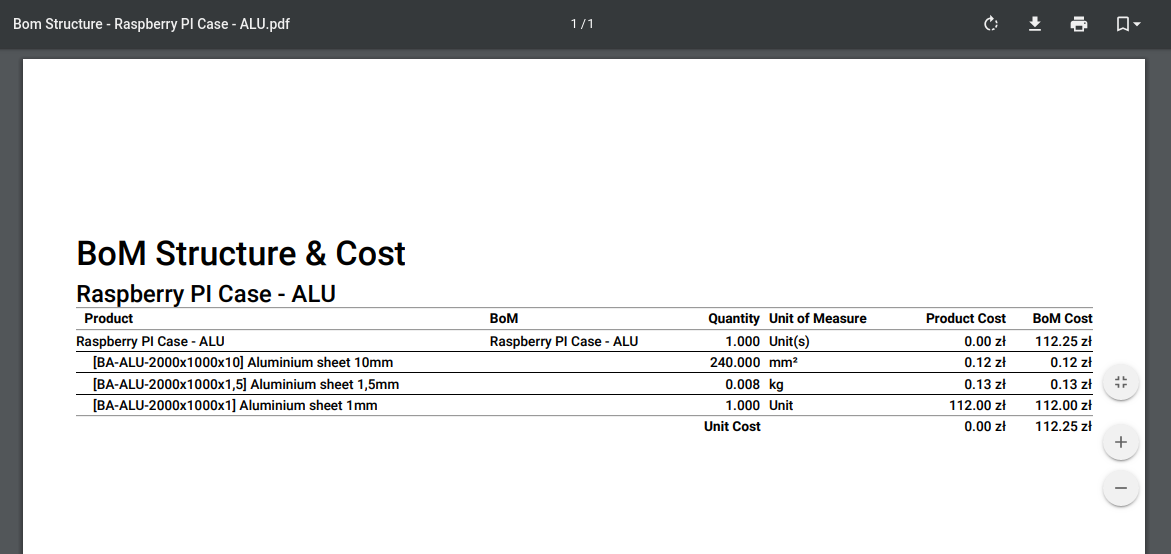 Bom Structure - Raspberry PI Case - ALU.pdf 1 / 1
BoM Structure & Cost
Raspberry PI Case - ALU
Product BoM Quantity Unit of Measure Product Cost BoM Cost
Raspberry PI Case - ALU Raspberry PI Case - ALU 1.000 Unit(s) 0.00 zł 112.25 zł
[BA-ALU-2000x1000x10] Aluminium sheet 10mm 240.000 mm² 0.12 zł 0.12 zł
[BA-ALU-2000x1000x1,5] Aluminium sheet 1,5mm 0.008 kg 0.13 zł 0.13 zł
[BA-ALU-2000x1000x1] Aluminium sheet 1mm 1.000 Unit 112.00 zł 112.00 zł
Unit Cost 0.00 zł 112.25 zł